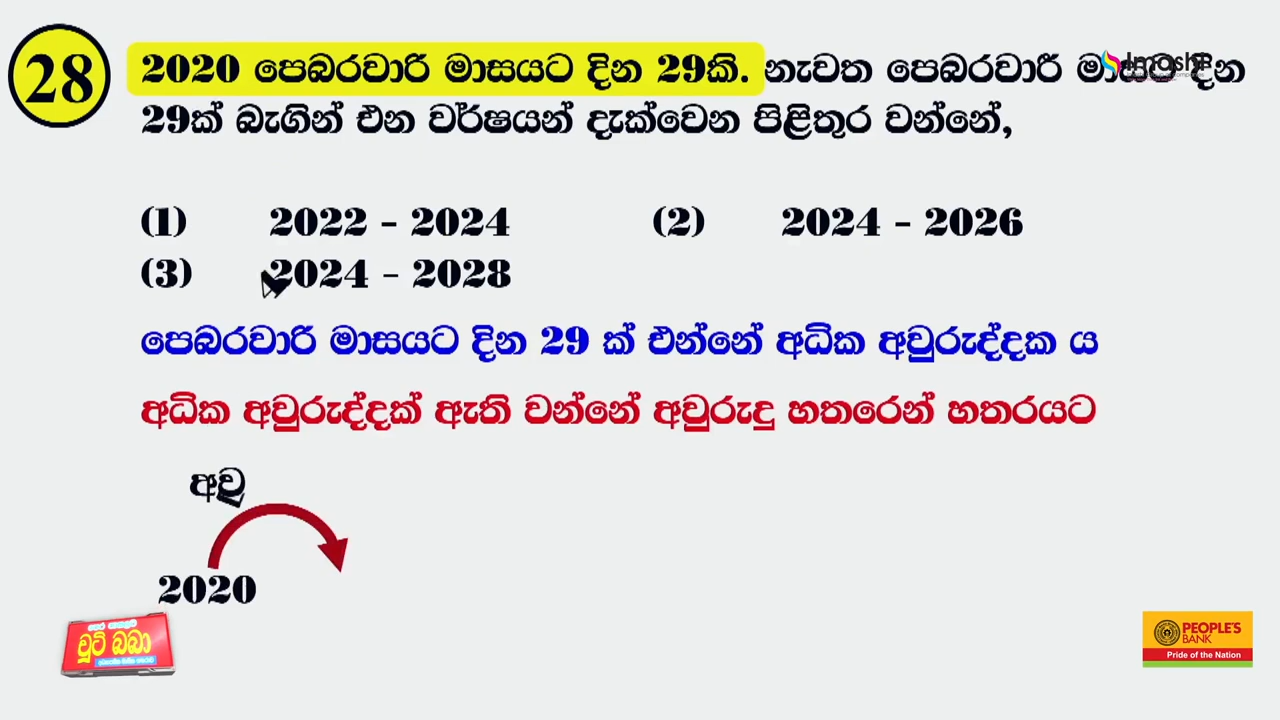 28
2020 පෙබරවාරී මාසයට දින 29කි. නැවත පෙබරවාරී දින
29ක් බැගින් එන වර්ෂයන් දැක්වෙන පිළිතුර වන්නේ,
(1) 2022 - 2024 (2) 2024 - 2026
(3) 2024 - 2028
පෙබරවාරී මාසයට දින 29 ක් එන්නේ අධික අවුරුද්දක ය
අධික අවුරුද්දක් ඇති වන්නේ අවුරුදු හතරෙන් හතරයට
අවු
2020
චූටි බබා
PEOPLE'S
BANK
Pride of the Nation